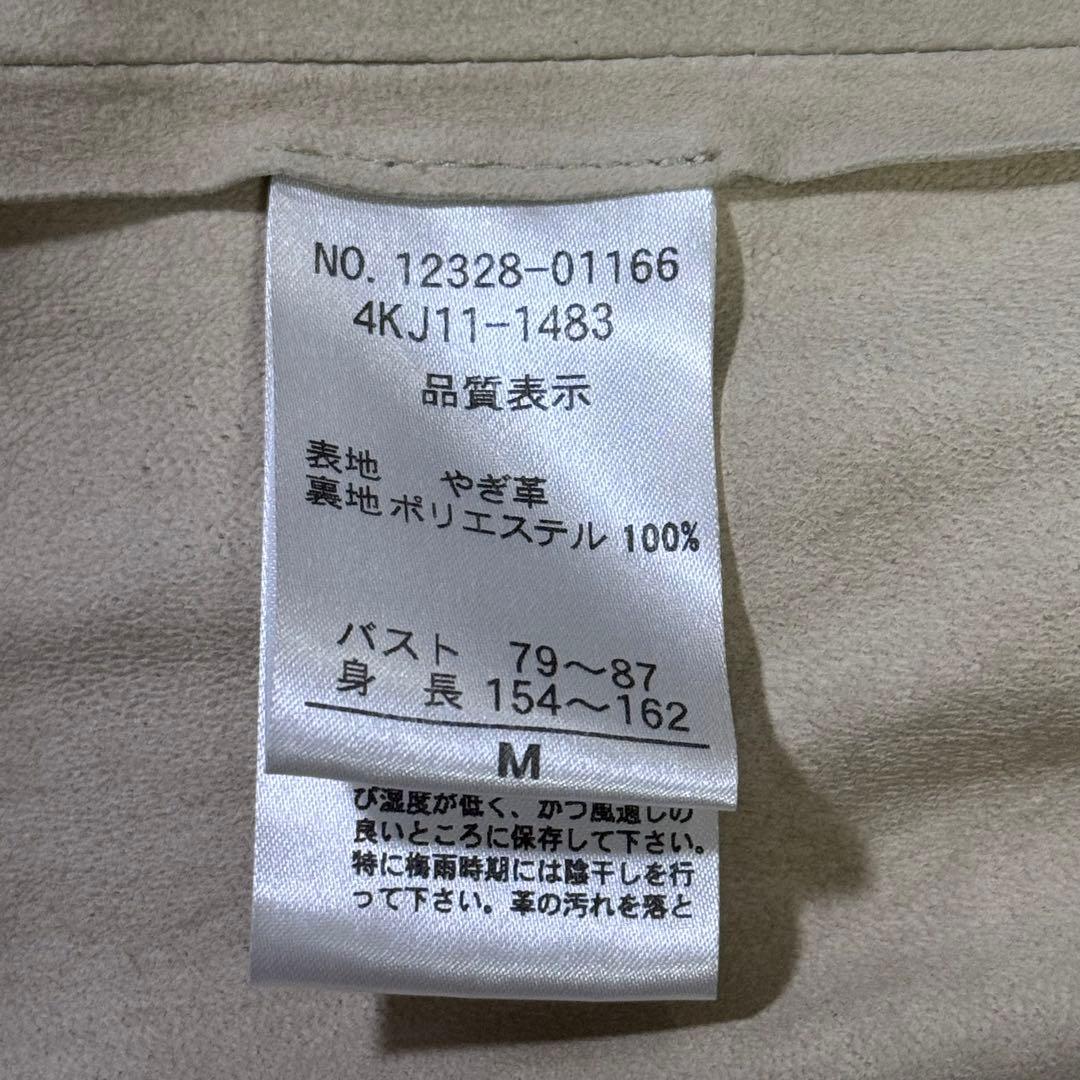 NO. 12328-01166
4KJ11-1483
品質表示
表地 やぎ革
裏地 ポリエステル 100%
バスト 79〜87
身 長 154〜162
M
び湿度が低く、かつ風通しの
良いところに保存して下さい。
特に梅雨時期には陰干しを行
って下さい。革の汚れを落と